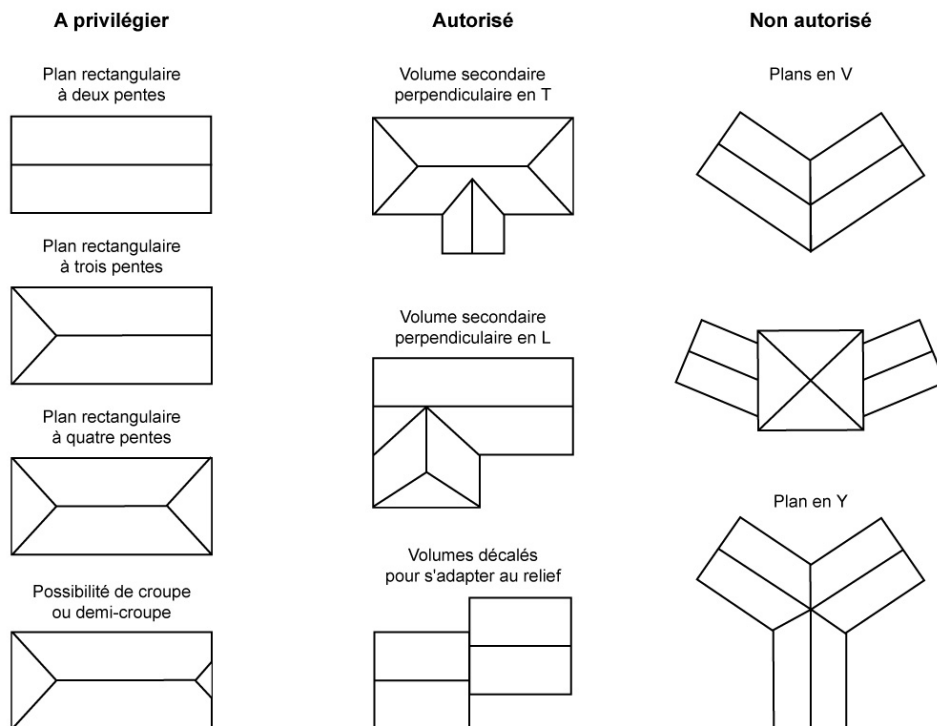 A privilégier
Plan rectangulaire
à deux pentes
Plan rectangulaire
à trois pentes
Plan rectangulaire
à quatre pentes
Possibilité de croupe
ou demi-croupe
Autorisé
Volume secondaire
perpendiculaire en T
Volume secondaire
perpendiculaire en L
Volumes décalés
pour s'adapter au relief
Non autorisé
Plans en V
Plan en Y